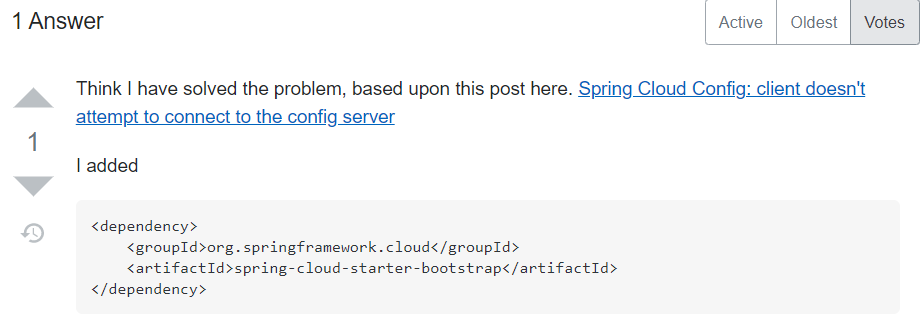 1 Answer
Active Oldest Votes
Think I have solved the problem, based upon this post here. Spring Cloud Config: client doesn't
attempt to connect to the config server
1
I added
<dependency>
    <groupId>org.springframework.cloud</groupId>
    <artifactId>spring-cloud-starter-bootstrap</artifactId>
</dependency>